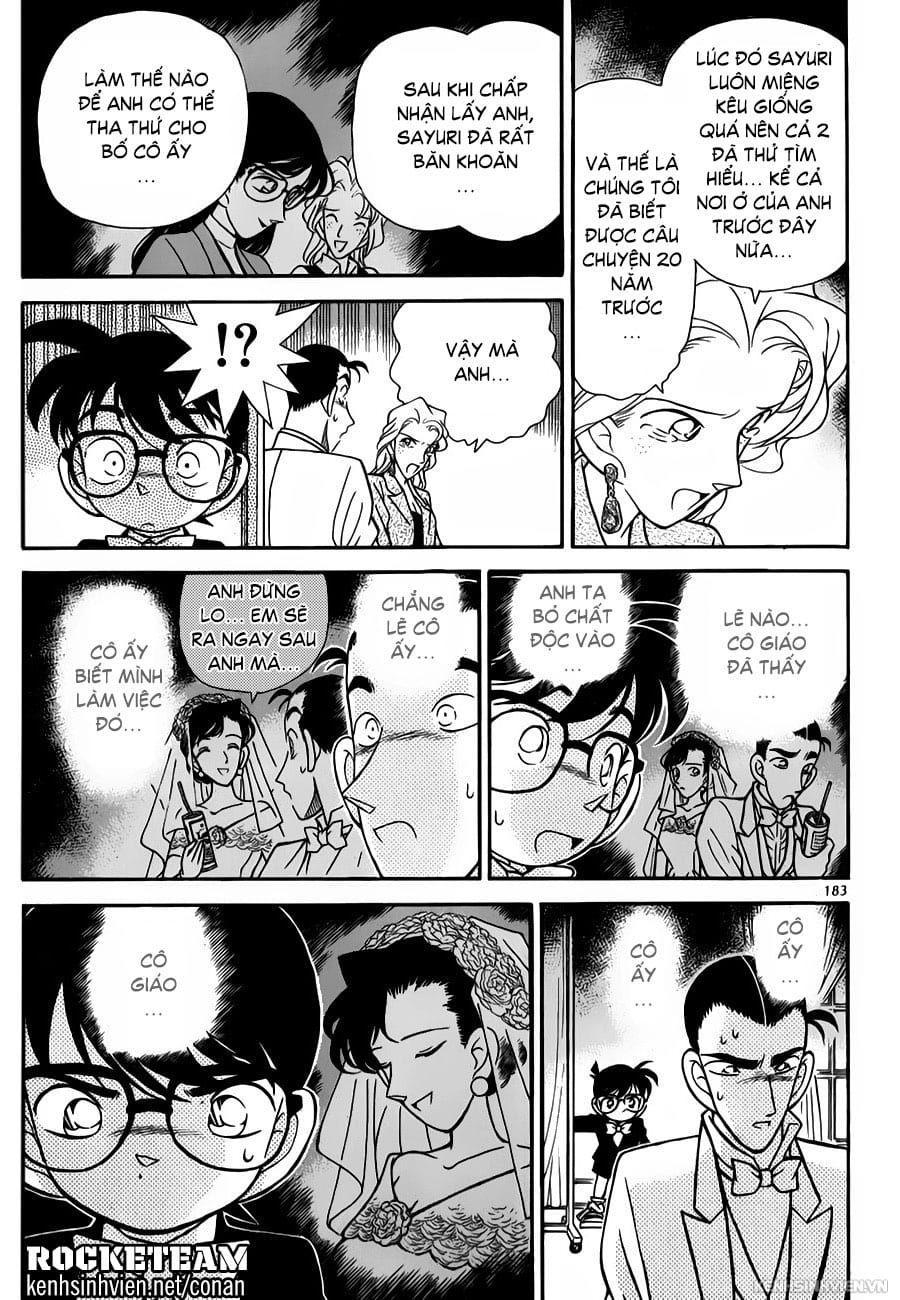 LÚC ĐÓ SAYURI
LUÔN MIỆNG
KÊU GIỐNG
QUÁ NÊN CẢ 2
ĐÃ THỬ TÌM
HIỂU... KỂ CẢ
NƠI Ở CỦA ANH
TRƯỚC ĐÂY
NỮA...
VÀ THẾ LÀ
CHÚNG TÔI
ĐÃ BIẾT
ĐƯỢC CÂU
CHUYỆN 20
NĂM
TRƯỚC
...
SAU KHI CHẤP
NHẬN LẤY ANH,
SAYURI ĐÃ RẤT
BĂN KHOĂN
...
LÀM THẾ NÀO
ĐỂ ANH CÓ THỂ
THA THỨ CHO
BỐ CÔ ẤY
...
VẬY MÀ
ANH...
!?
LẼ NÀO...
CÔ GIÁO
ĐÃ THẤY
...
ANH TA
BỎ CHẤT
ĐỘC VÀO
...
CHẲNG
LẼ CÔ
ẤY...
ANH ĐỪNG
LO... EM SẼ
RA NGAY SAU
ANH MÀ...
CÔ ẤY
BIẾT MÌNH
LÀM VIỆC
ĐÓ...
183
CÔ
ẤY...
CÔ
ẤY
...
CÔ
GIÁO
...
ROCKETEAM
kenhsinhvien.net/conan
KENHSINHVIEN.VN